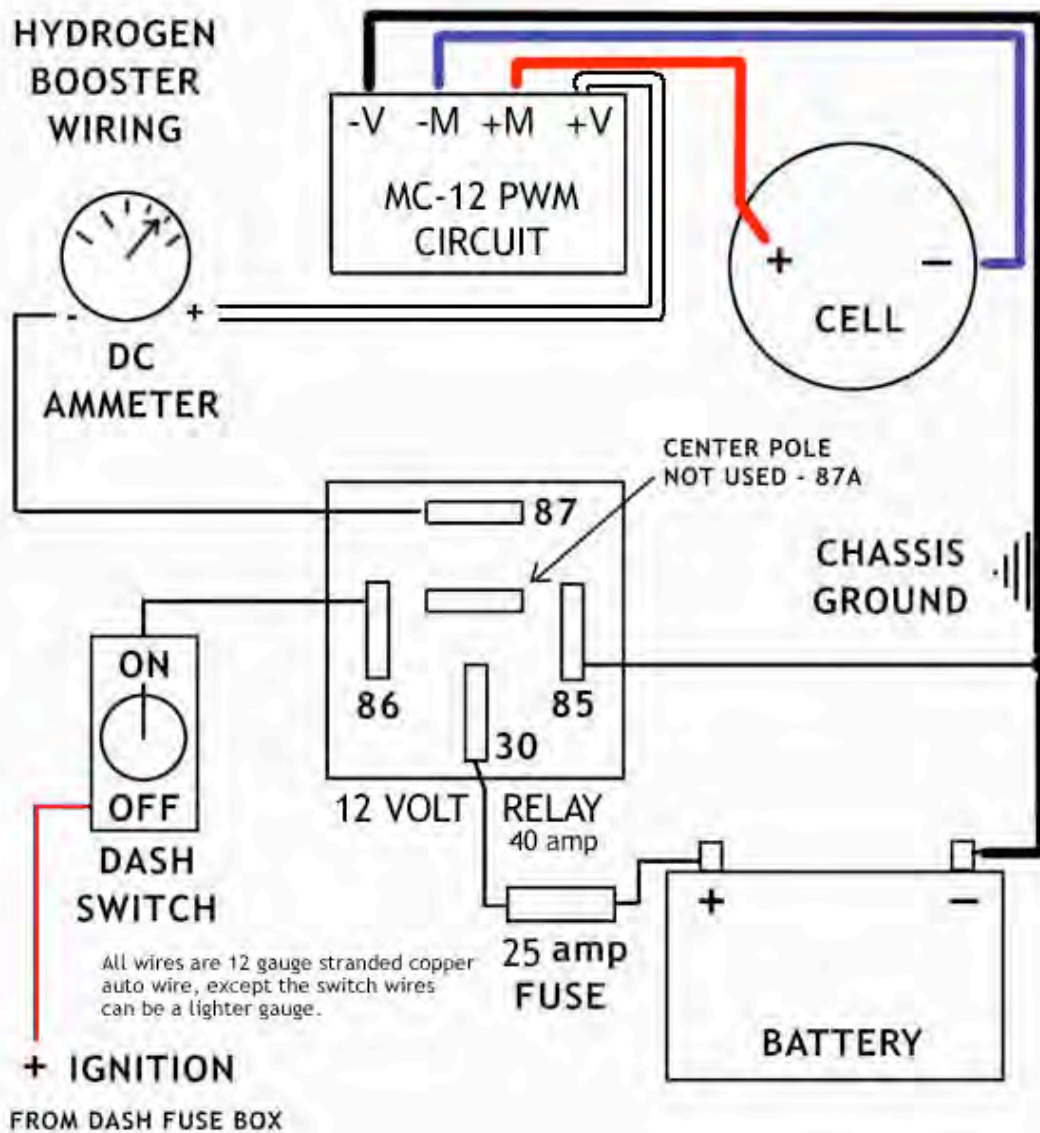 HYDROGEN
BOOSTER
WIRING
-V -M +M +V
MC-12 PWM
CIRCUIT
+ -
CELL
- +
DC
AMMETER
CENTER POLE
NOT USED - 87A
87
CHASSIS
GROUND
ON
OFF
86
85
30
12 VOLT RELAY
40 amp
DASH
SWITCH
+ -
25 amp
FUSE
BATTERY
All wires are 12 gauge stranded copper
auto wire, except the switch wires
can be a lighter gauge.
+ IGNITION
FROM DASH FUSE BOX